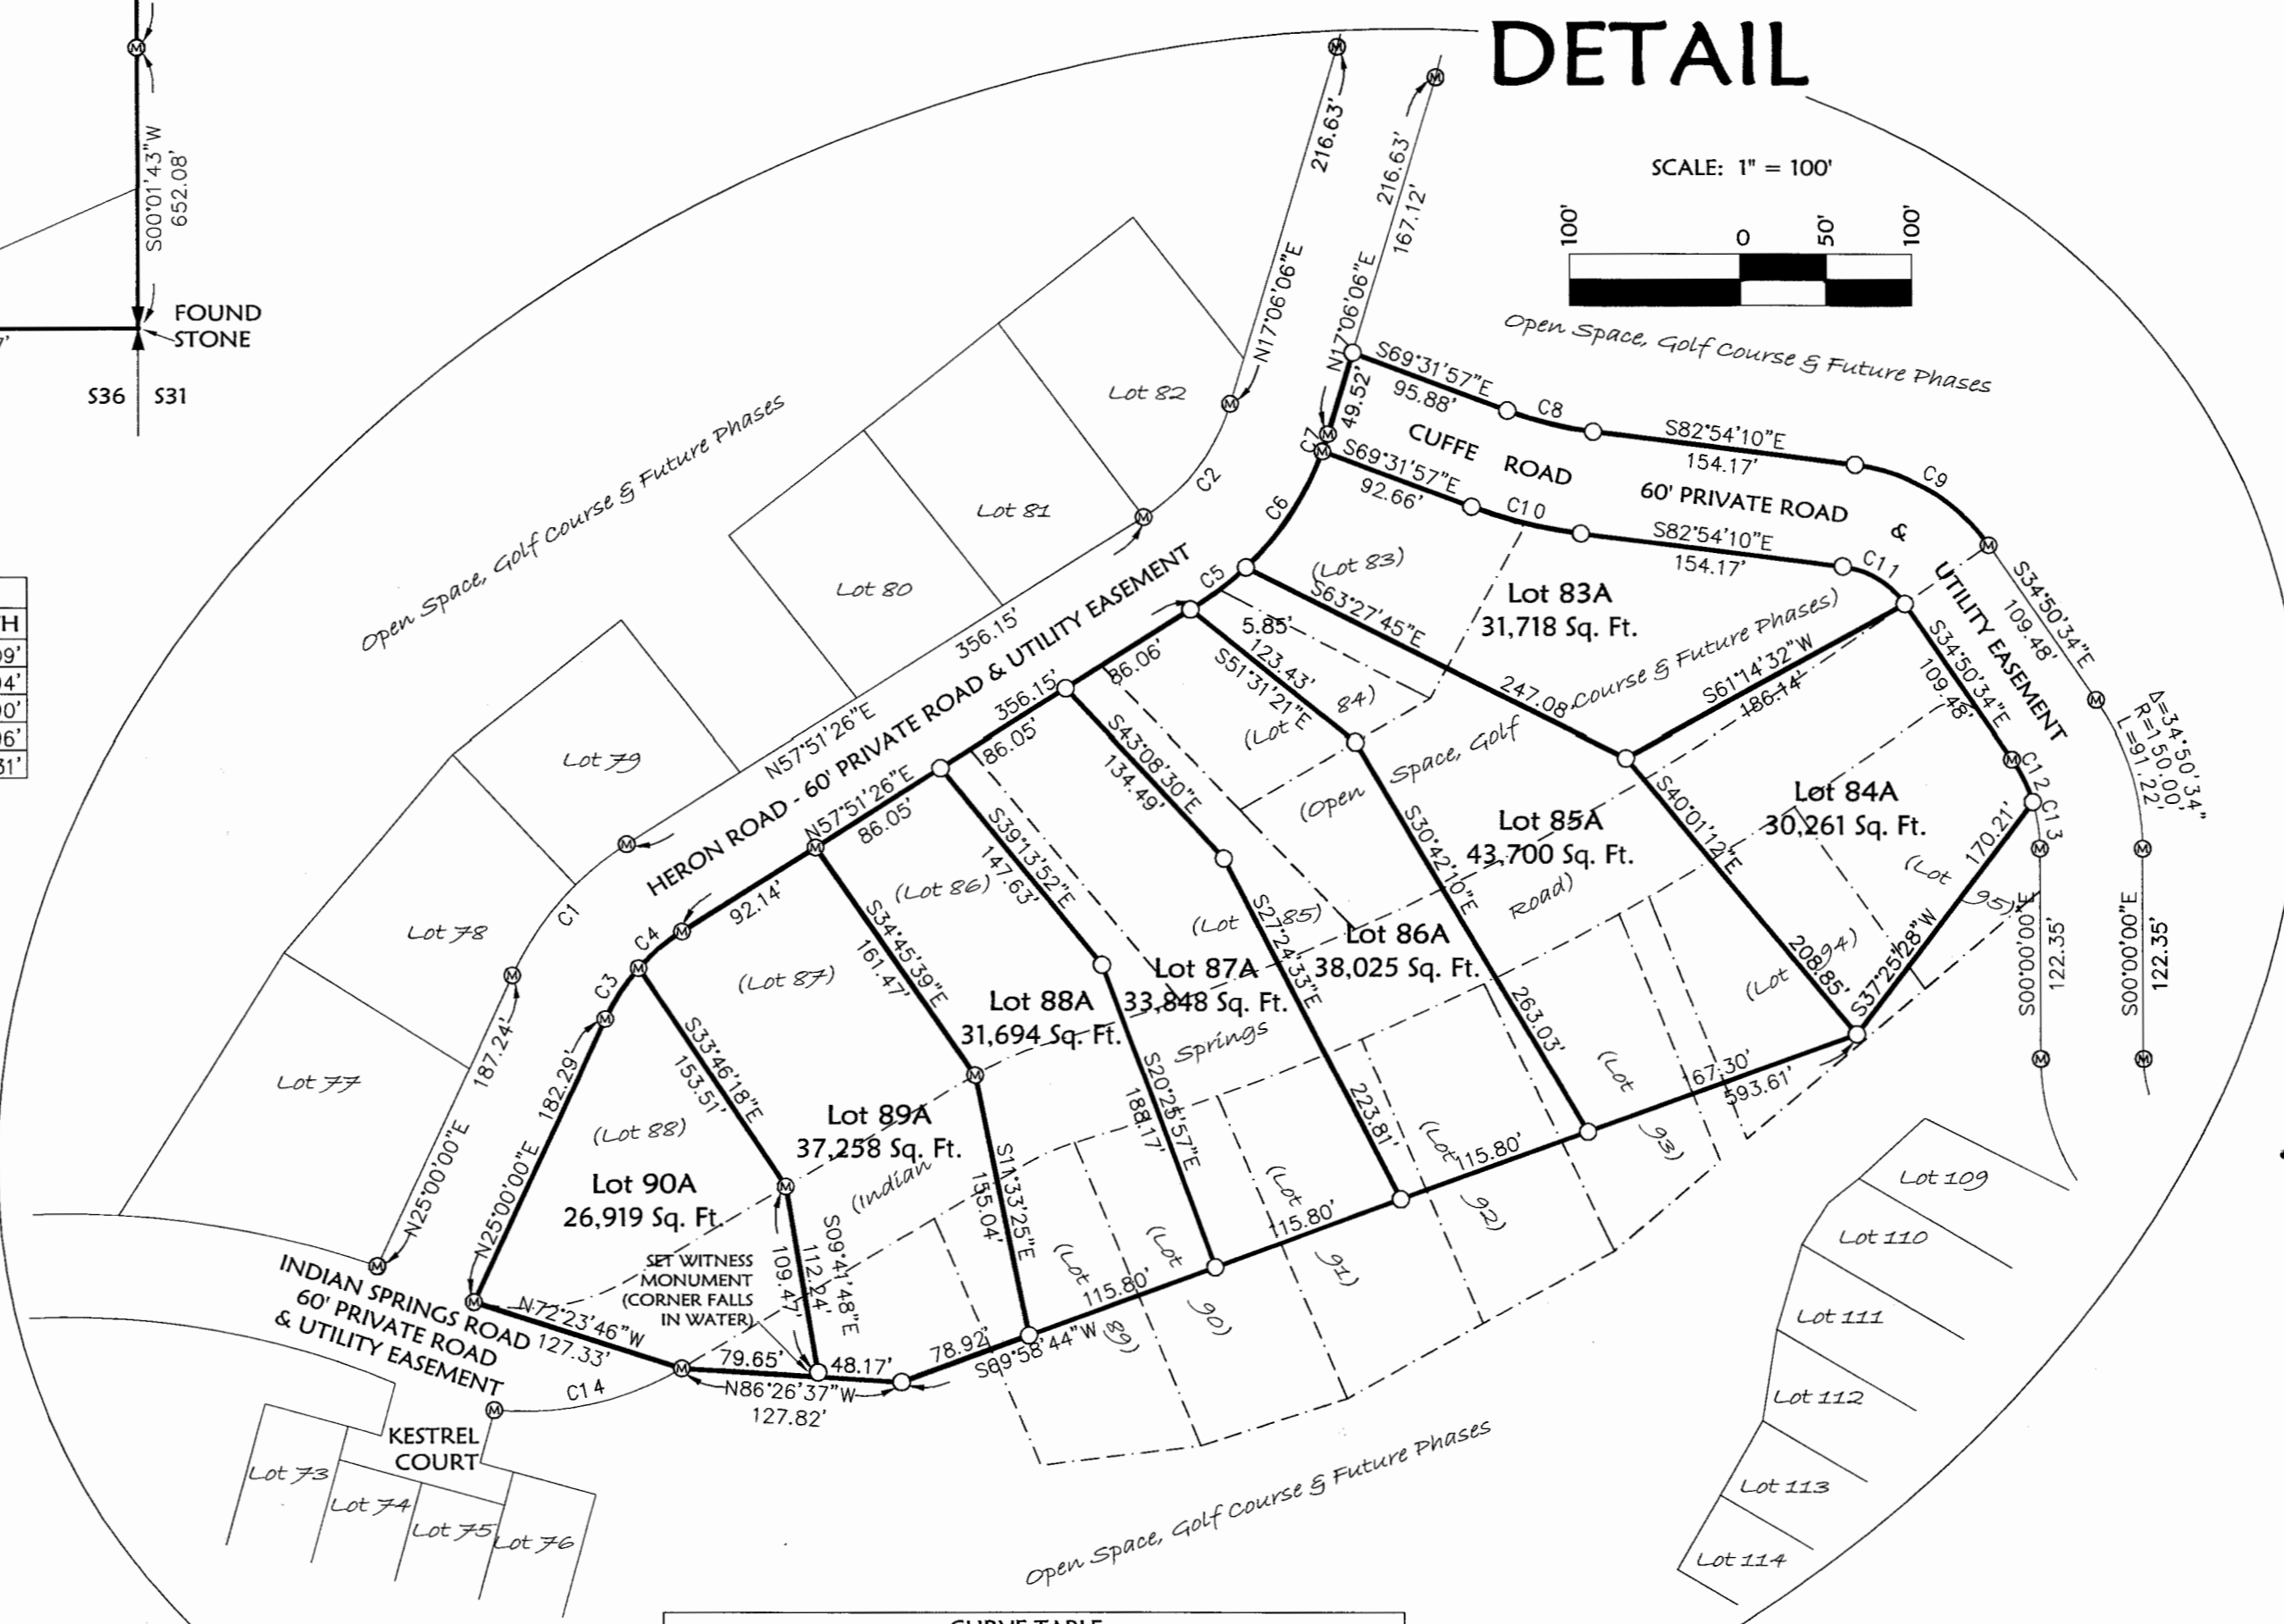 DETAIL
SCALE: 1" = 100'
100' 0 50' 100'
S00°01'43"W
652.08'
FOUND
STONE
S36 S31
216.63'
216.63'
167.12'
N17°06'06"E
N17°06'06"E
49.52'
Open Space, Golf Course & Future Phases
Open Space, Golf Course & Future Phases
Lot 82
Lot 81
Lot 80
Lot 79
Lot 78
Lot 77
C1
C2
C3
C4
C5
C6
C7
S69°31'57"E
95.88'
C8
S82°54'10"E
154.17'
C9
CUFFE ROAD
60' PRIVATE ROAD & UTILITY EASEMENT
S69°31'57"E
92.66'
C10
S82°54'10"E
154.17'
C11
S34°50'34"E
109.48'
S34°50'34"E
109.48'
Δ=34°50'34"
R=150.00'
L=91.22'
C12
C13
S00°00'00"E
122.35'
S00°00'00"E
122.35'
(Lot 83)
Lot 83A
31,718 Sq. Ft.
S63°27'45"E
247.08'
S61°14'32"W
186.14'
Lot 84A
30,261 Sq. Ft.
170.21'
S37°25'28"W
S40°01'12"E
208.85'
(Lot 95)
(Lot 94)
Lot 85A
43,700 Sq. Ft.
(Open Space, Golf Course & Future Phases)
(Lot 84)
5.85'
123.43'
S51°31'21"E
S30°42'10"E
263.03'
Lot 86A
38,025 Sq. Ft.
S43°08'30"E
134.49'
S27°24'33"E
223.81'
(Lot 85)
Lot 87A
33,848 Sq. Ft.
S39°13'52"E
147.63'
S20°25'57"E
188.17'
(Lot 86)
Lot 88A
31,694 Sq. Ft.
S34°45'39"E
161.47'
S11°33'25"E
155.04'
(Lot 87)
Lot 89A
37,258 Sq. Ft.
S33°46'18"E
153.51'
S09°41'48"E
112.24'
109.47'
(Lot 88)
Lot 90A
26,919 Sq. Ft.
(Indian Springs Road)
HERON ROAD - 60' PRIVATE ROAD & UTILITY EASEMENT
N57°51'26"E
356.15'
N57°51'26"E
356.15'
86.06'
86.05'
86.05'
92.14'
187.24'
N25°00'00"E
182.29'
N25°00'00"E
SET WITNESS
MONUMENT
(CORNER FALLS
IN WATER)
N72°23'46"W
127.33'
79.65'
48.17'
N86°26'37"W
127.82'
78.92'
S69°58'44"W
115.80'
115.80'
115.80'
67.30'
593.61'
(Lot 89)
(Lot 90)
(Lot 91)
(Lot 92)
(Lot 93)
INDIAN SPRINGS ROAD
60' PRIVATE ROAD
& UTILITY EASEMENT
C14
KESTREL
COURT
Lot 73
Lot 74
Lot 75
Lot 76
Open Space, Golf Course & Future Phases
Lot 109
Lot 110
Lot 111
Lot 112
Lot 113
Lot 114
CURVE TABLE